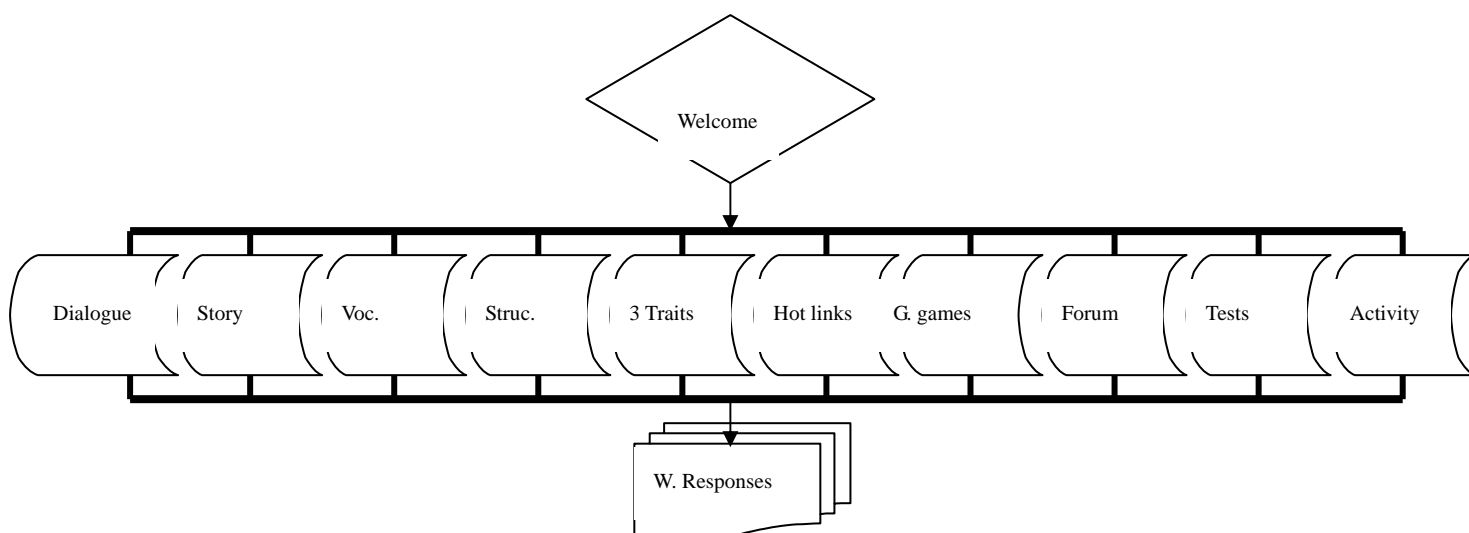 Welcome
Dialogue
Story
Voc.
Struc.
3 Traits
Hot links
G. games
Forum
Tests
Activity
W. Responses